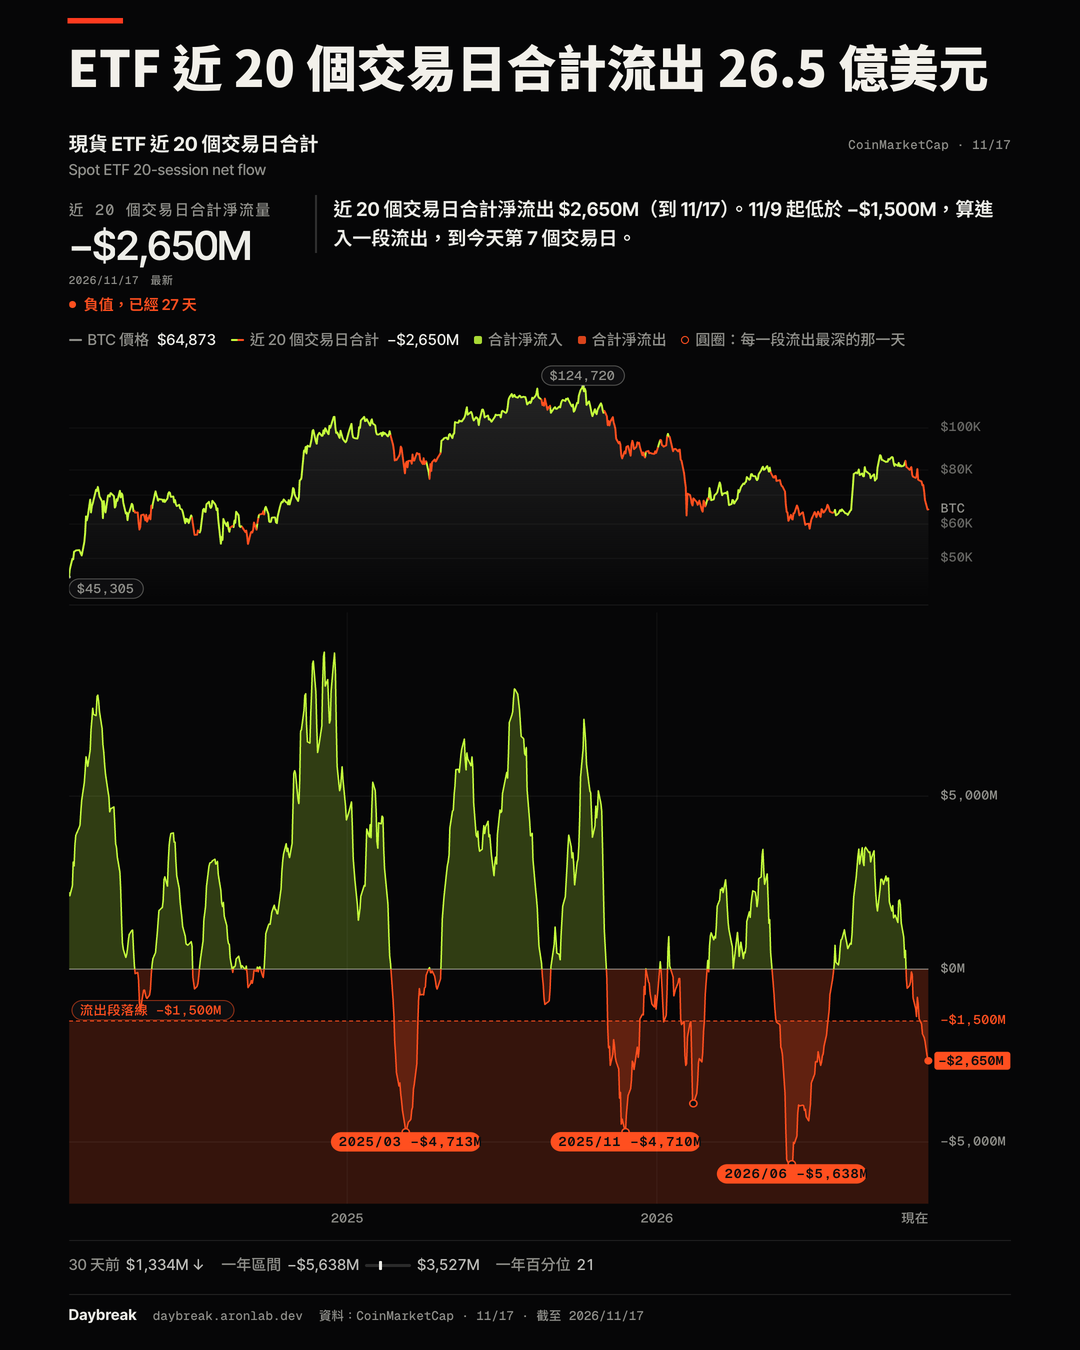 ETF 近 20 個交易日合計流出 26.5 億美元
現貨 ETF 近 20 個交易日合計
CoinMarketCap · 11/17
Spot ETF 20-session net flow
近 20 個交易日合計淨流量
−$2,650M
2026/11/17 最新
負值，已經 27 天
近 20 個交易日合計淨流出 $2,650M（到 11/17）。11/9 起低於 −$1,500M，算進
入一段流出，到今天第 7 個交易日。
BTC 價格 $64,873 近 20 個交易日合計 −$2,650M 合計淨流入 合計淨流出 圓圈：每一段流出最深的那一天
$124,720
$100K
$80K
BTC
$60K
$50K
$45,305
$5,000M
$0M
流出段落線 −$1,500M
−$1,500M
−$2,650M
2025/03 −$4,713M
2025/11 −$4,710M
−$5,000M
2026/06 −$5,638M
2025
2026
現在
30 天前 $1,334M ↓ 一年區間 −$5,638M $3,527M 一年百分位 21
Daybreak daybreak.aronlab.dev 資料：CoinMarketCap · 11/17 · 截至 2026/11/17